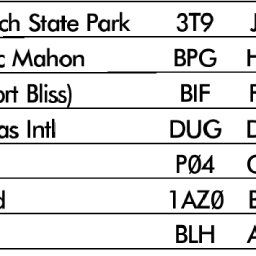 ch State Park 3T9 J
c Mahon BPG H
ort Bliss) BIF F
as Intl DUG D
PØ4 C
d 1AZØ B
BLH A